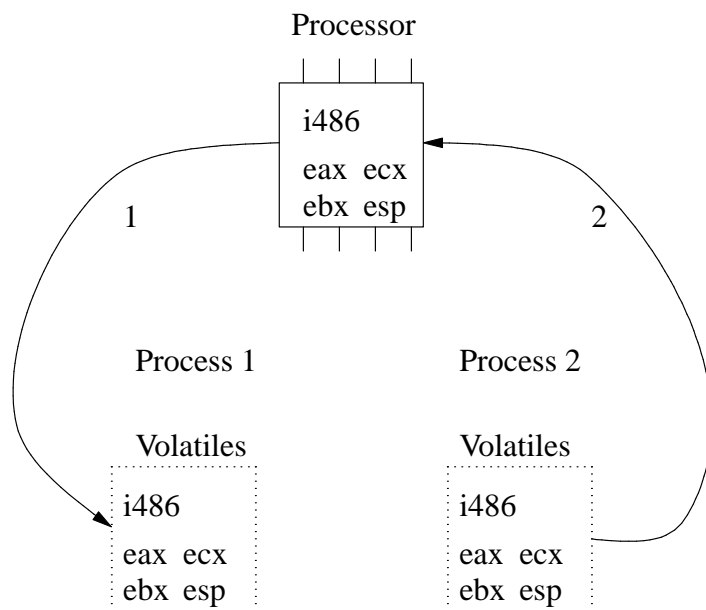 Processor
i486
eax ecx
ebx esp
1
2
Process 1
Process 2
Volatiles
Volatiles
i486
eax ecx
ebx esp
i486
eax ecx
ebx esp